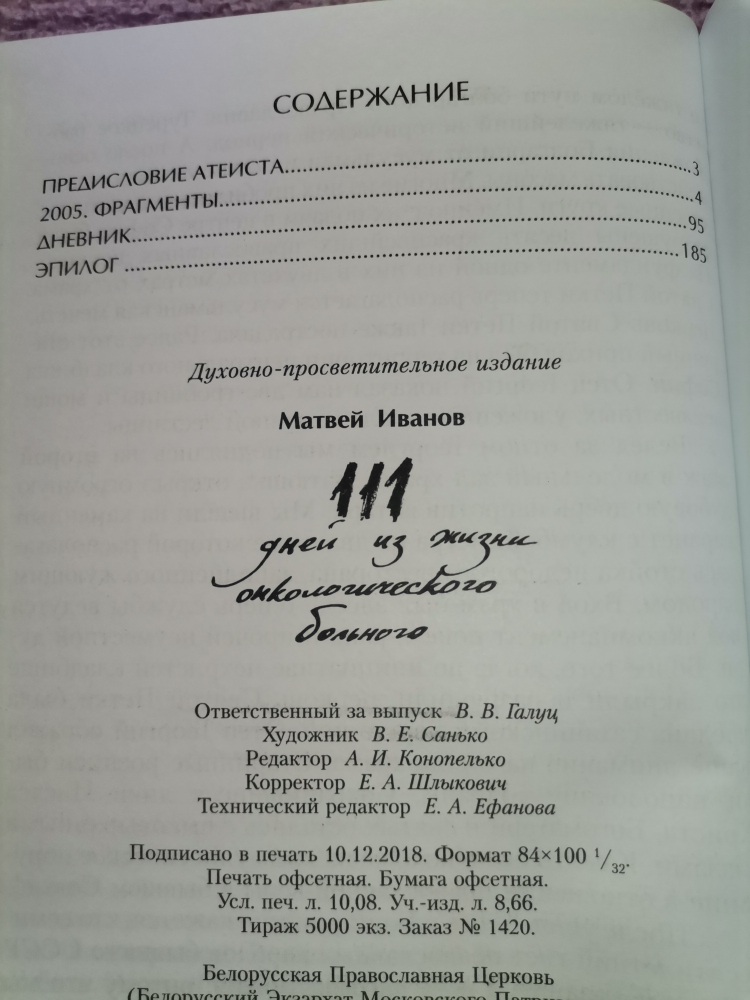 СОДЕРЖАНИЕ
ПРЕДИСЛОВИЕ АТЕИСТА........................................................3
2005. ФРАГМЕНТЫ................................................................4
ДНЕВНИК..............................................................................95
ЭПИЛОГ ..............................................................................185
Духовно-просветительное издание
Матвей Иванов
111
дней из жизни
онкологического
больного
Ответственный за выпуск В. В. Галуц
Художник В. Е. Санько
Редактор А. И. Конопелько
Корректор Е. А. Шлыкович
Технический редактор Е. А. Ефанова
Подписано в печать 10.12.2018. Формат 84×100 1/32.
Печать офсетная. Бумага офсетная.
Усл. печ. л. 10,08. Уч.-изд. л. 8,66.
Тираж 5000 экз. Заказ № 1420.
Белорусская Православная Церковь
(Белорусский Экзархат Московского